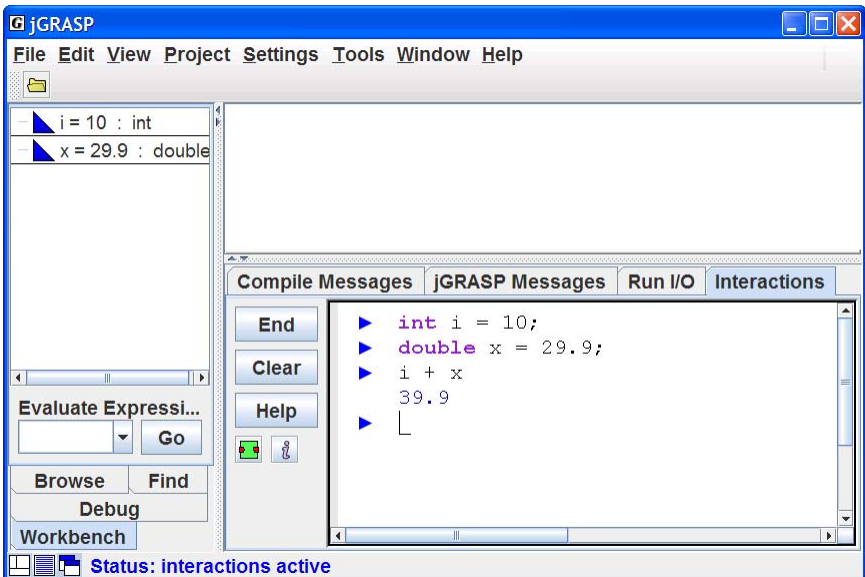 jGRASP
File Edit View Project Settings Tools Window Help
i = 10 : int
x = 29.9 : double
Evaluate Expressi...
Go
Browse Find
Debug
Workbench
Compile Messages jGRASP Messages Run I/O Interactions
End
Clear
Help
int i = 10;
double x = 29.9;
i + x
39.9
Status: interactions active